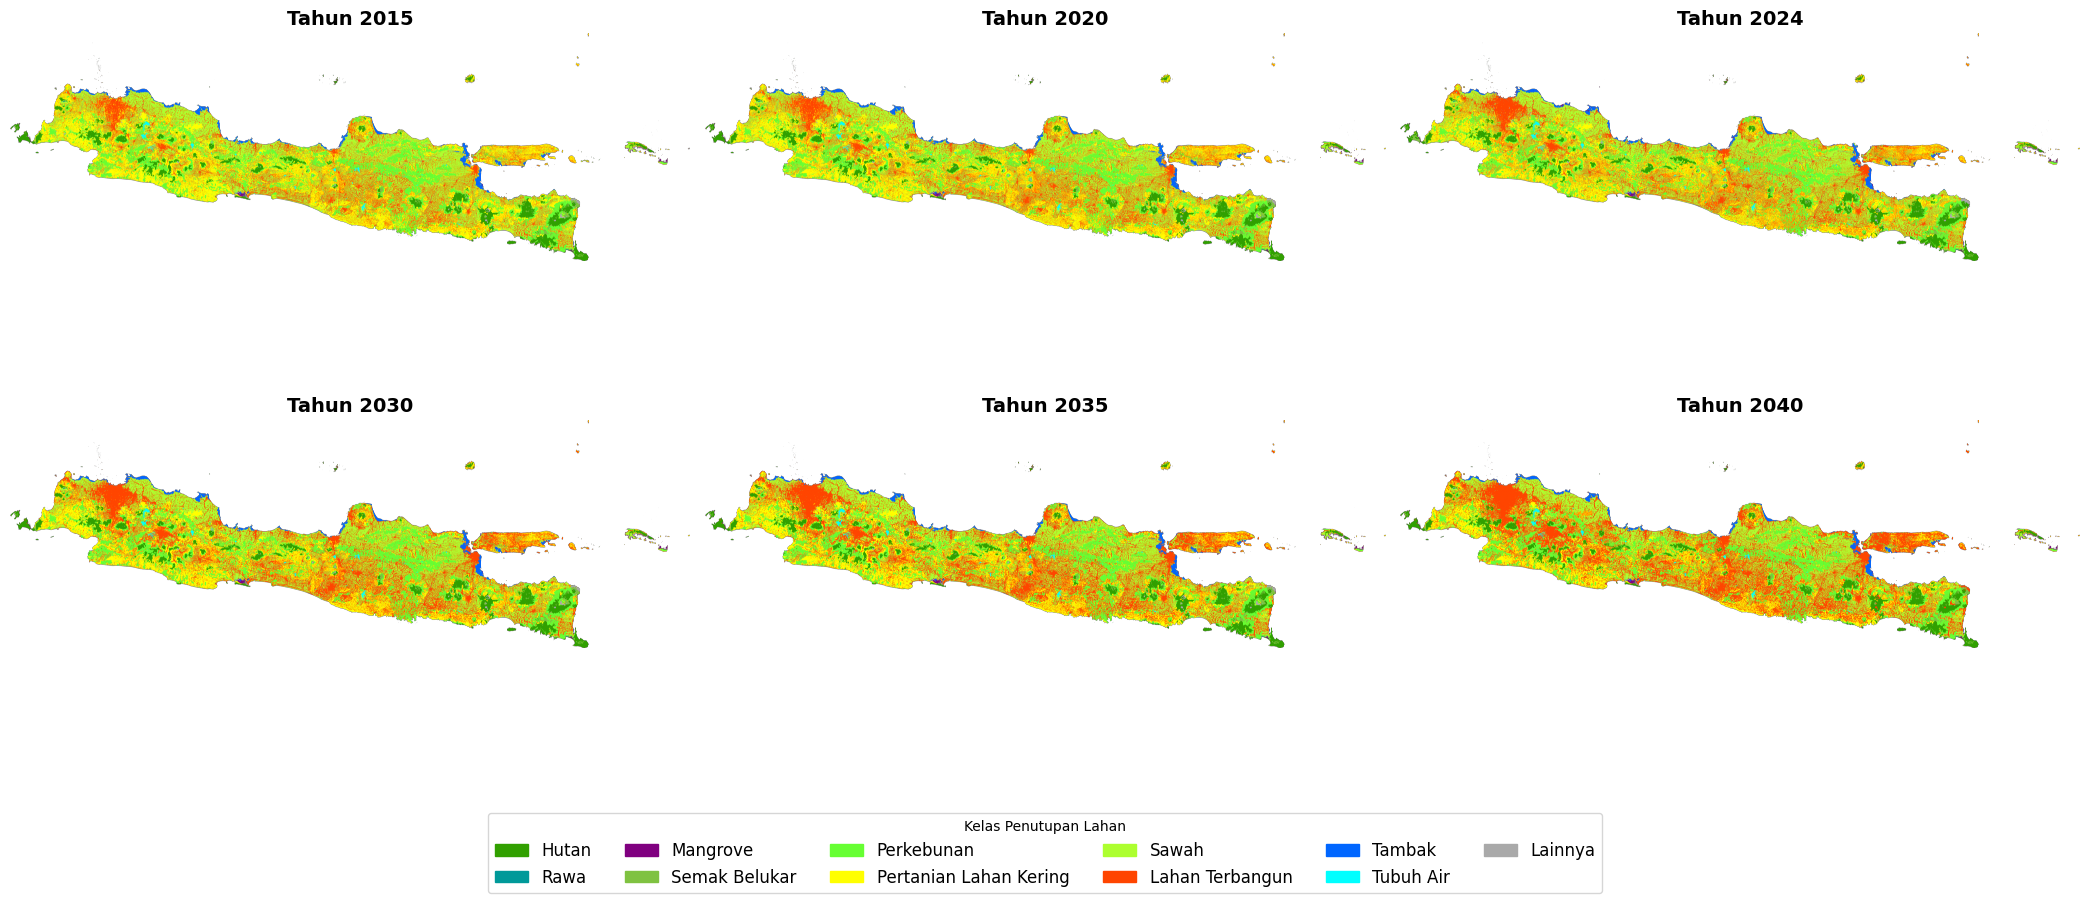 Tahun 2015
Tahun 2020
Tahun 2024
Tahun 2030
Tahun 2035
Tahun 2040
Kelas Penutupan Lahan
Hutan Mangrove Perkebunan Sawah Tambak Lainnya
Rawa Semak Belukar Pertanian Lahan Kering Lahan Terbangun Tubuh Air